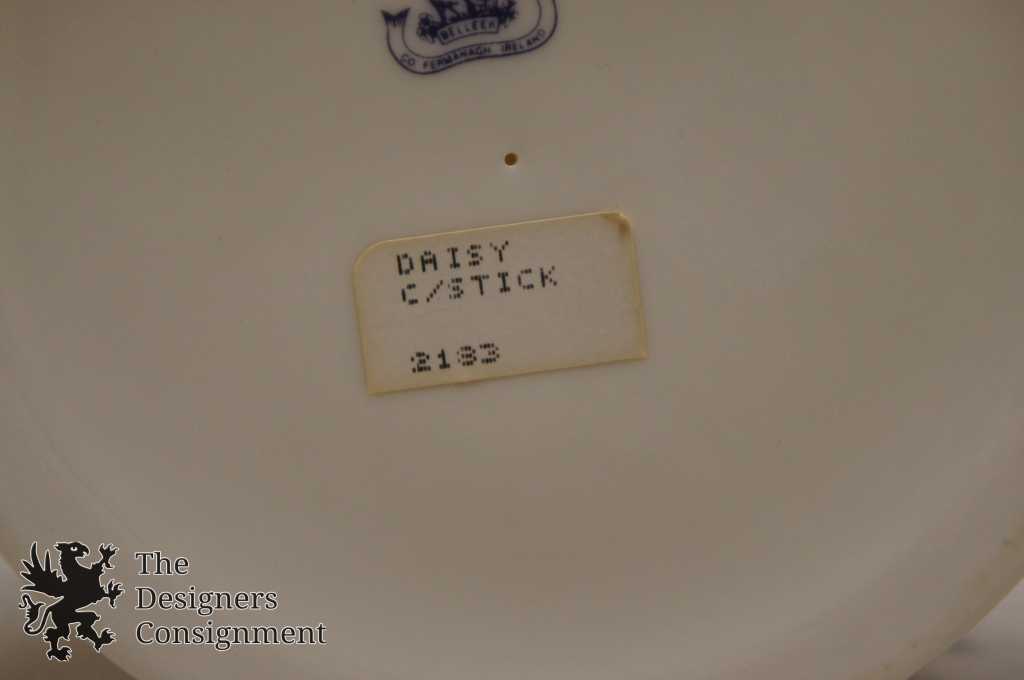 BELLEEK
CO FERMANAGH IRELAND
DAISY
C/STICK
2183
The
Designers
Consignment